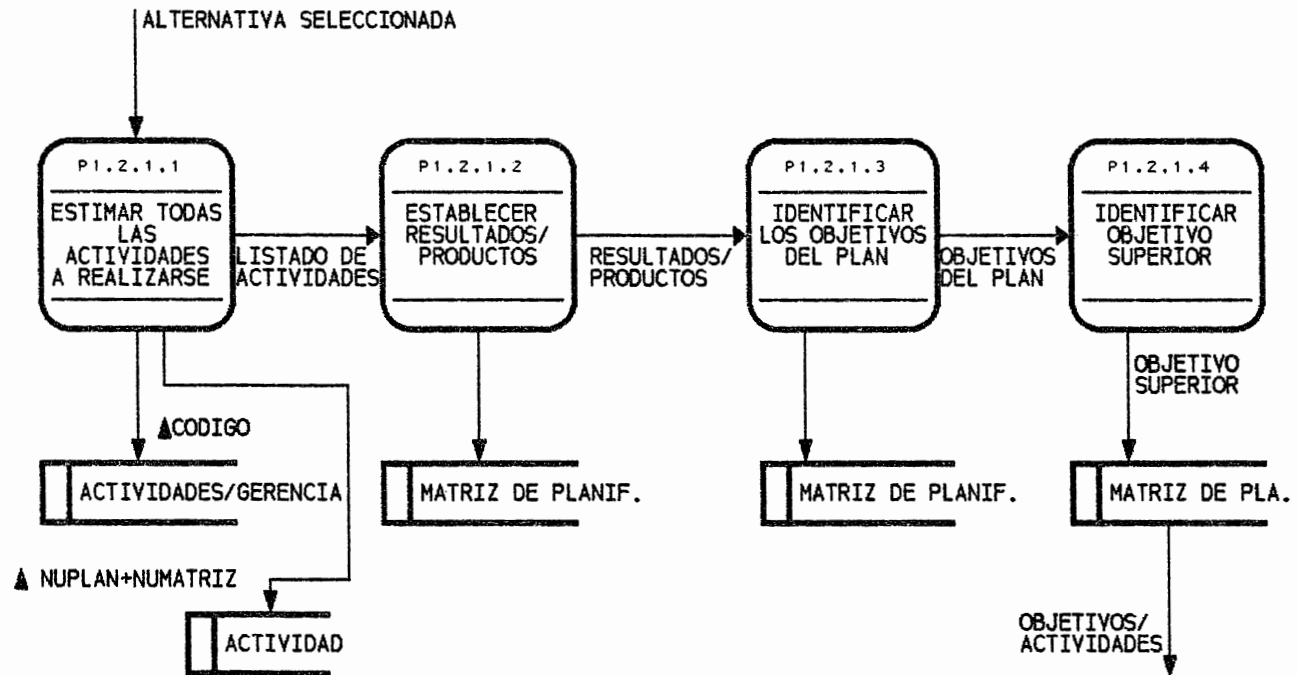 ALTERNATIVA SELECCIONADA
P1.2.1.1
ESTIMAR TODAS
LAS
ACTIVIDADES
A REALIZARSE
LISTADO DE
ACTIVIDADES
P1.2.1.2
ESTABLECER
RESULTADOS/
PRODUCTOS
RESULTADOS/
PRODUCTOS
P1.2.1.3
IDENTIFICAR
LOS OBJETIVOS
DEL PLAN
OBJETIVOS
DEL PLAN
P1.2.1.4
IDENTIFICAR
OBJETIVO
SUPERIOR
OBJETIVO
SUPERIOR
CODIGO
ACTIVIDADES/GERENCIA
MATRIZ DE PLANIF.
MATRIZ DE PLANIF.
MATRIZ DE PLA.
NUPLAN+NUMATRIZ
ACTIVIDAD
OBJETIVOS/
ACTIVIDADES